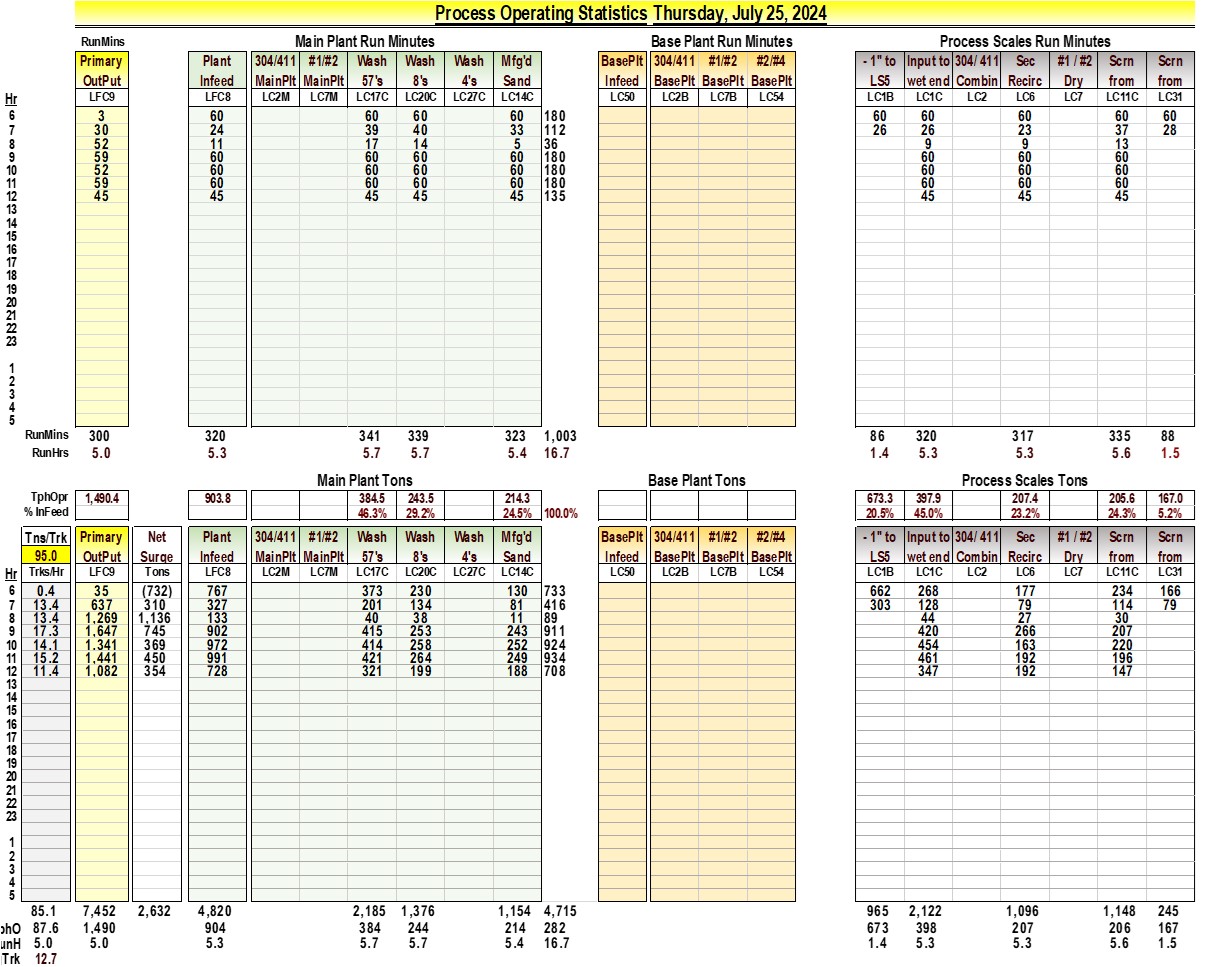 Process Operating Statistics Thursday, July 25, 2024
RunMins Main Plant Run Minutes Base Plant Run Minutes Process Scales Run Minutes
Primary Plant 304/411 #1/#2 Wash Wash Wash Mfg'd BasePlt 304/411 #1/#2 #2/#4 - 1" to Input to 304/ 411 Sec #1 / #2 Scrn Scrn
OutPut Infeed MainPlt MainPlt 57's 8's 4's Sand Infeed BasePlt BasePlt BasePlt LS5 wet end Combin Recirc Dry from from
Hr LFC9 LFC8 LC2M LC7M LC17C LC20C LC27C LC14C LC50 LC2B LC7B LC54 LC1B LC1C LC2 LC6 LC7 LC11C LC31
6 3 60 60 60 60 180 60 60 60 60 60
7 30 24 39 40 33 112 26 26 23 37 28
8 52 11 17 14 5 36 9 9 13
9 59 60 60 60 60 180 60 60 60
10 52 60 60 60 60 180 60 60 60
11 59 60 60 60 60 180 60 60 60
12 45 45 45 45 45 135 45 45 45
13
14
15
16
17
18
19
20
21
22
23
1
2
3
4
5
RunMins 300 320 341 339 323 1,003 86 320 317 335 88
RunHrs 5.0 5.3 5.7 5.7 5.4 16.7 1.4 5.3 5.3 5.6 1.5
Main Plant Tons Base Plant Tons Process Scales Tons
TphOpr 1,490.4 903.8 384.5 243.5 214.3 673.3 397.9 207.4 205.6 167.0
% InFeed 46.3% 29.2% 24.5% 100.0% 20.5% 45.0% 23.2% 24.3% 5.2%
Tns/Trk Primary Net Plant 304/411 #1/#2 Wash Wash Wash Mfg'd BasePlt 304/411 #1/#2 #2/#4 - 1" to Input to 304/ 411 Sec #1 / #2 Scrn Scrn
95.0 OutPut Surge Infeed MainPlt MainPlt 57's 8's 4's Sand Infeed BasePlt BasePlt BasePlt LS5 wet end Combin Recirc Dry from from
Hr Trks/Hr LFC9 Tons LFC8 LC2M LC7M LC17C LC20C LC27C LC14C LC50 LC2B LC7B LC54 LC1B LC1C LC2 LC6 LC7 LC11C LC31
6 0.4 35 (732) 767 373 230 130 733 662 268 177 234 166
7 13.4 637 310 327 201 134 81 416 303 128 79 114 79
8 13.4 1,269 1,136 133 40 38 11 89 44 27 30
9 17.3 1,647 745 902 415 253 243 911 420 266 207
10 14.1 1.341 369 972 414 258 252 924 454 163 220
11 15.2 1,441 450 991 421 264 249 934 461 192 196
12 11.4 1,082 354 728 321 199 188 708 347 192 147
13
14
15
16
17
18
19
20
21
22
23
1
2
3
4
5
85.1 7,452 2,632 4,820 2,185 1,376 1,154 4,715 965 2,122 1,096 1,148 245
phO 87.6 1,490 904 384 244 214 282 673 398 207 206 167
unH 5.0 5.0 5.3 5.7 5.7 5.4 16.7 1.4 5.3 5.3 5.6 1.5
Trk 12.7